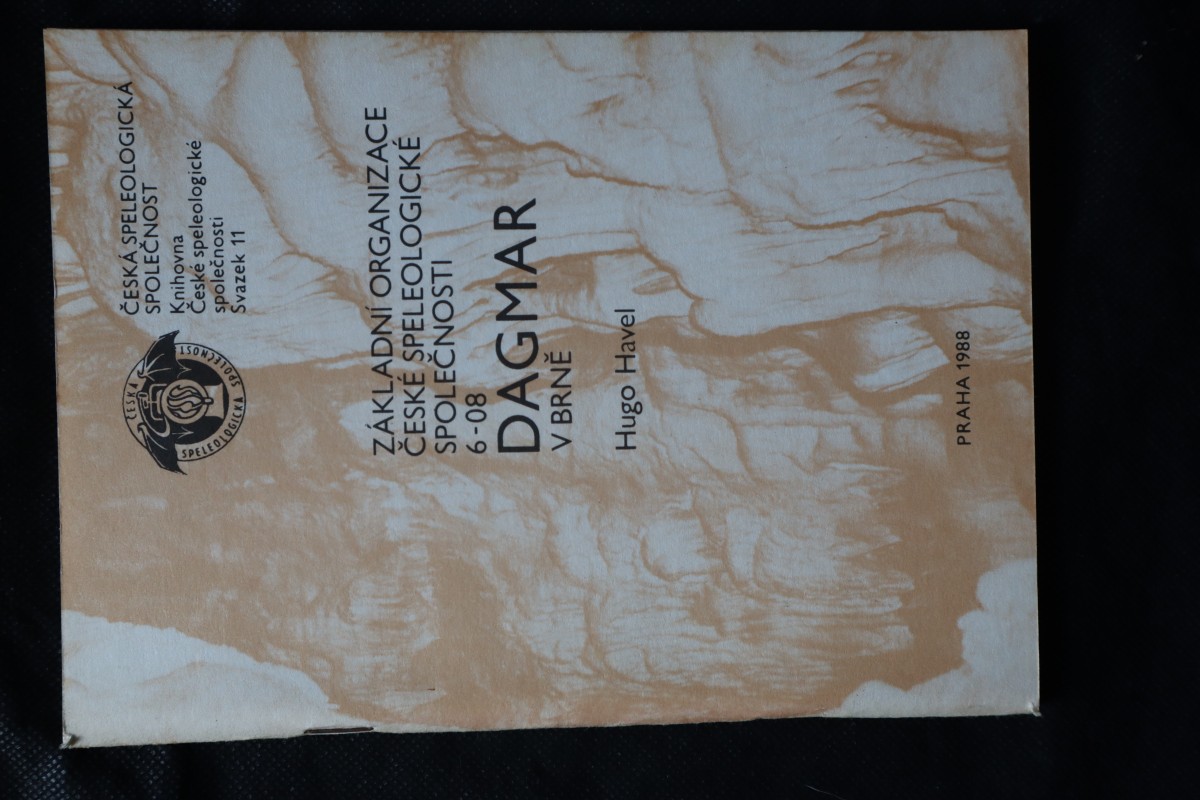 ČESKÁ SPELEOLOGICKÁ
SPOLEČNOST
Knihovna
České speleologické
společnosti
Svazek 11
ČESKÁ
SPELEOLOGICKÁ SPOLEČNOST
ZÁKLADNÍ ORGANIZACE
ČESKÉ SPELEOLOGICKÉ
SPOLEČNOSTI
6-08
DAGMAR
V BRNĚ
Hugo Havel
PRAHA 1988